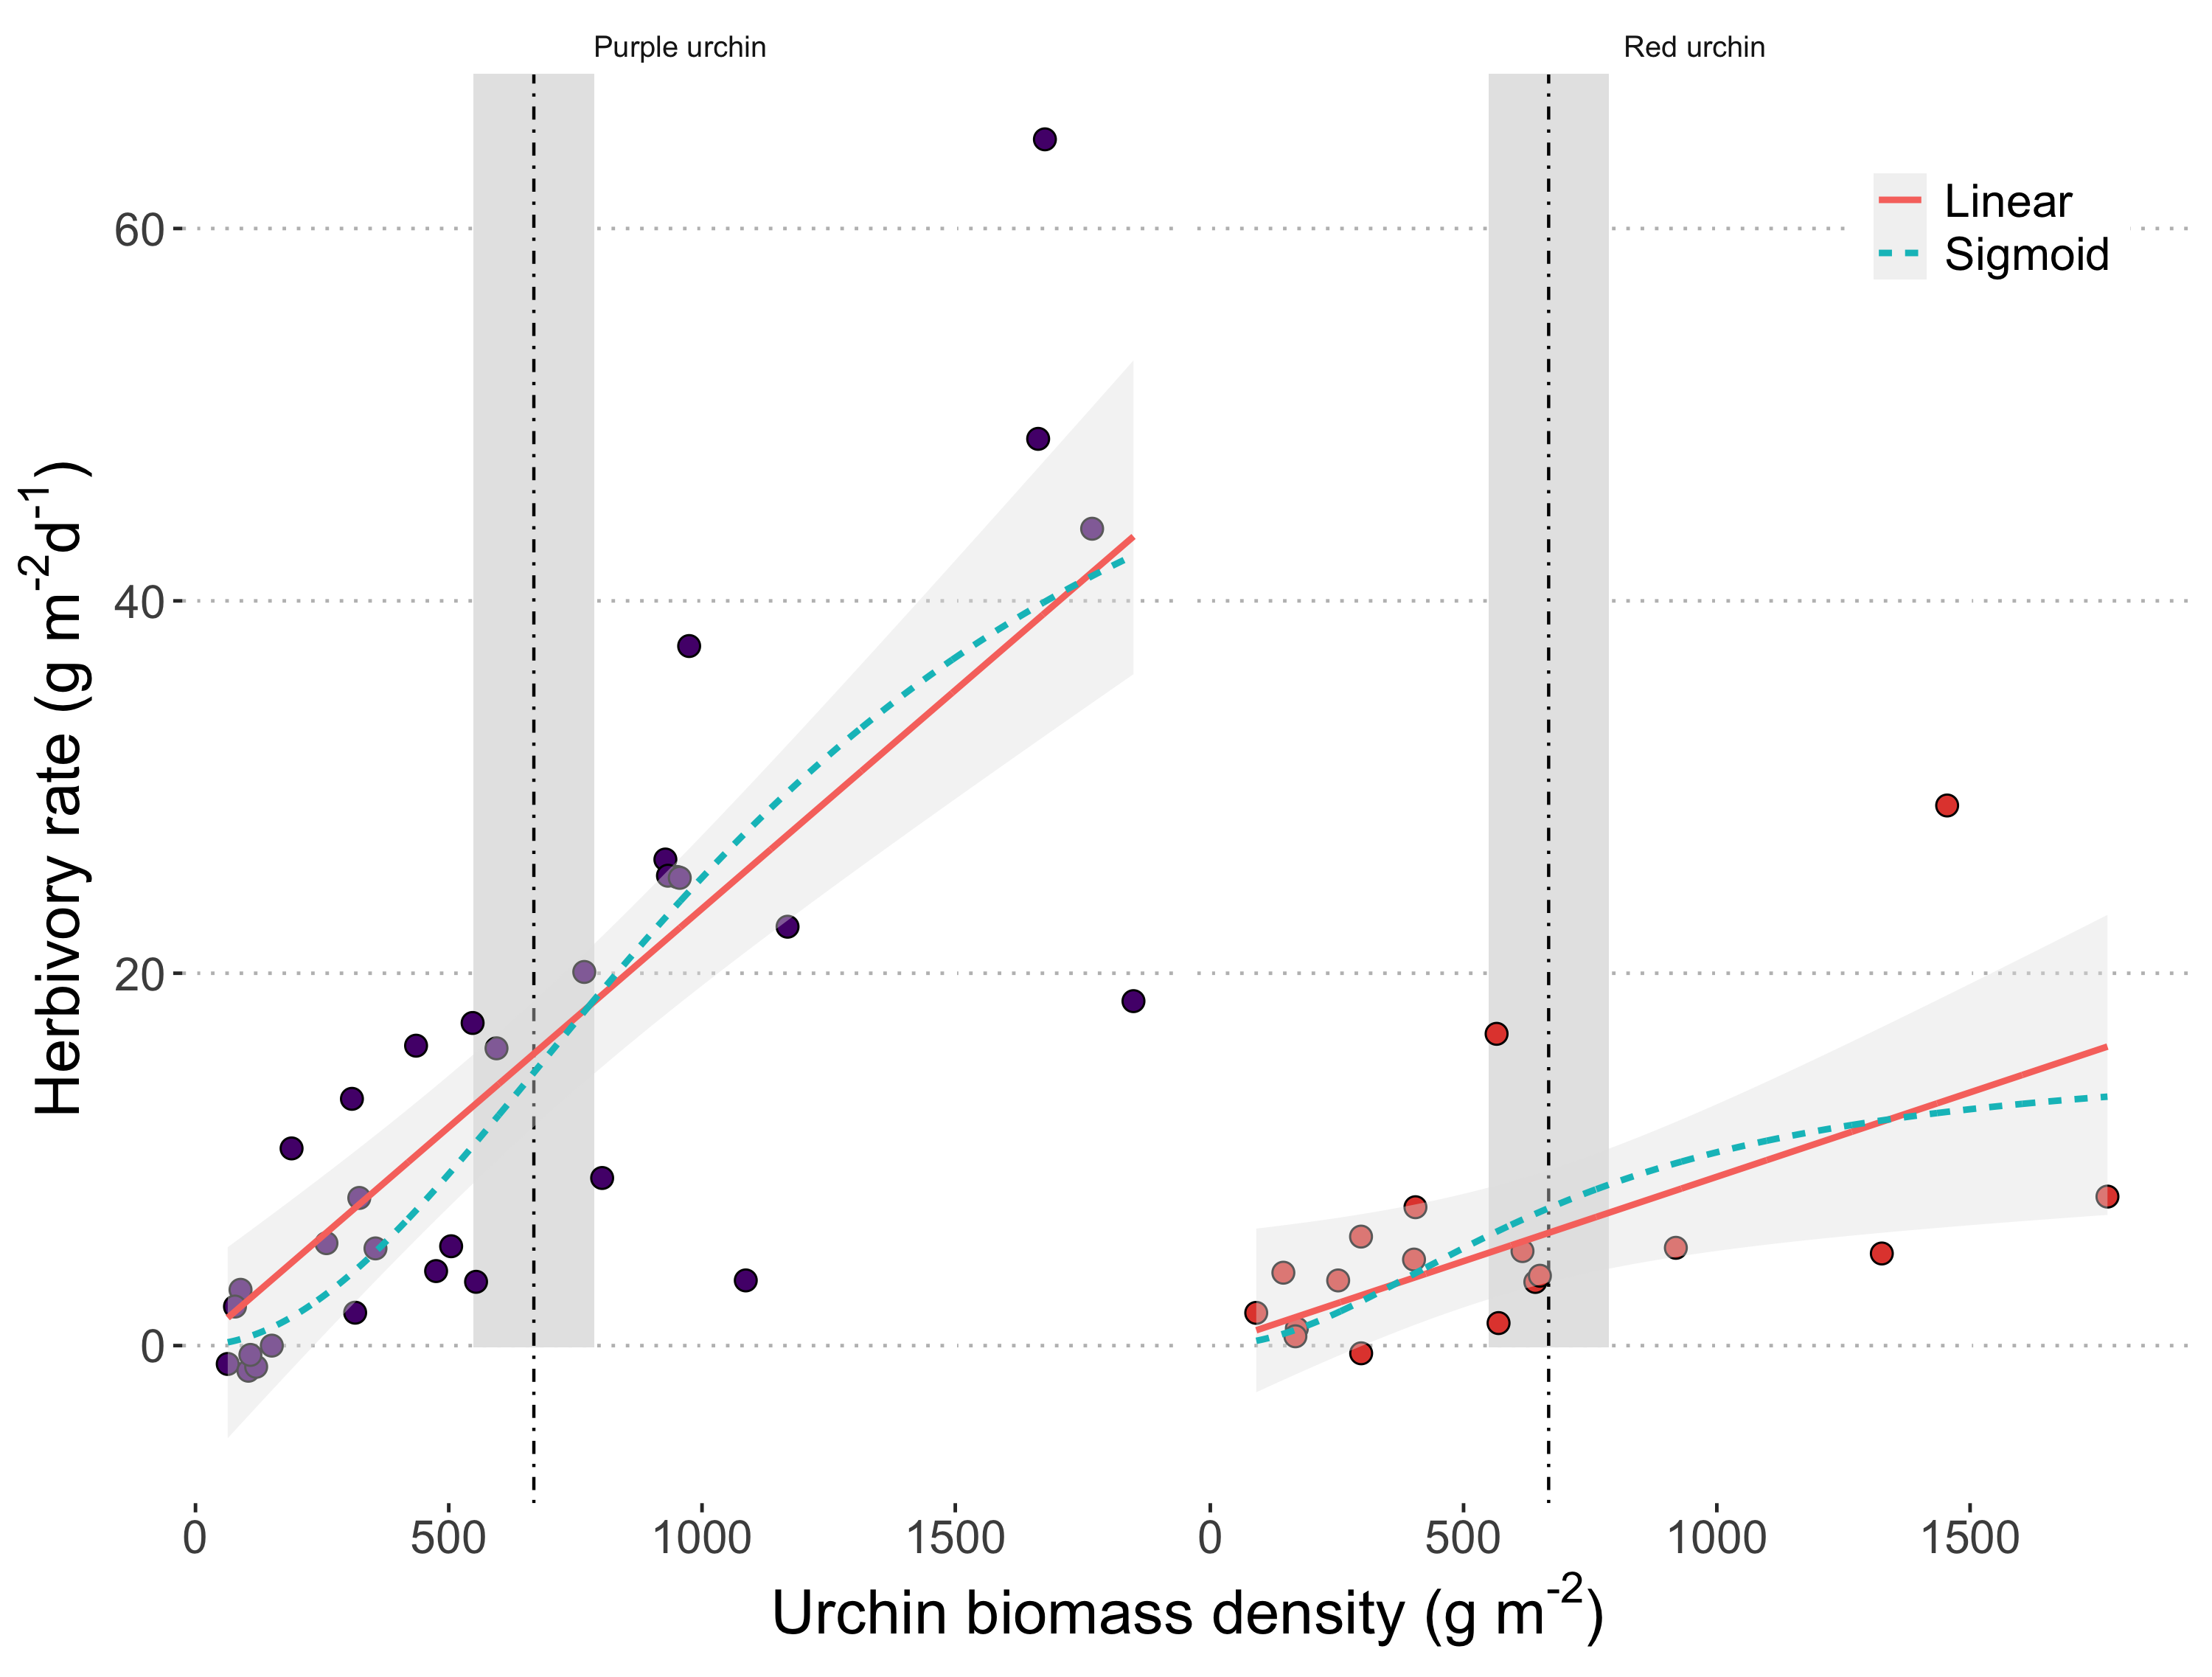 Purple urchin
Red urchin
Linear
Sigmoid
60
40
20
0
Herbivory rate (g m⁻²d⁻¹)
0 500 1000 1500 0 500 1000 1500
Urchin biomass density (g m⁻²)